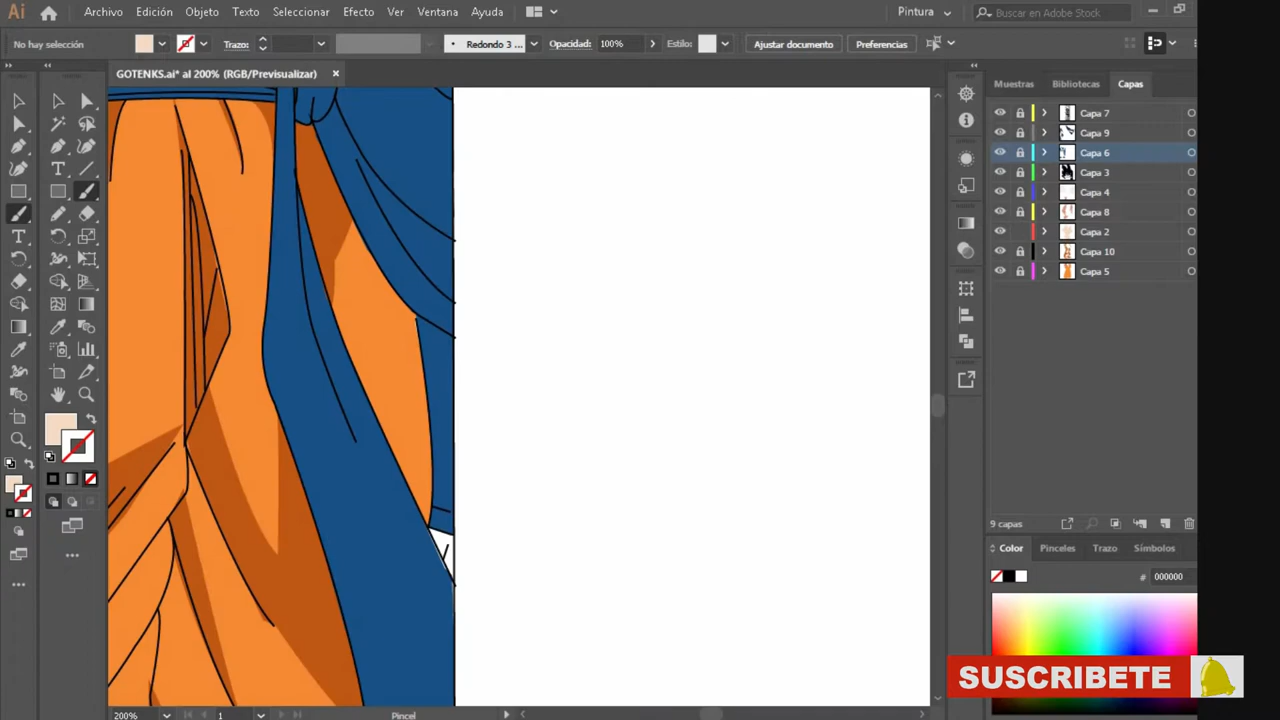 Ai Archivo Edición Objeto Texto Seleccionar Efecto Ver Ventana Ayuda Pintura Buscar en Adobe Stock
No hay selección Trazo: Redondo 3 ... Opacidad: 100% Estilo: Ajustar documento Preferencias
GOTENKS.ai* al 200% (RGB/Previsualizar) ×
Muestras Bibliotecas Capas
Capa 7
Capa 9
Capa 6
Capa 3
Capa 4
Capa 8
Capa 2
Capa 10
Capa 5
9 capas
Color Pinceles Trazo Símbolos
# 000000
SUSCRIBETE
200% 1 Pincel